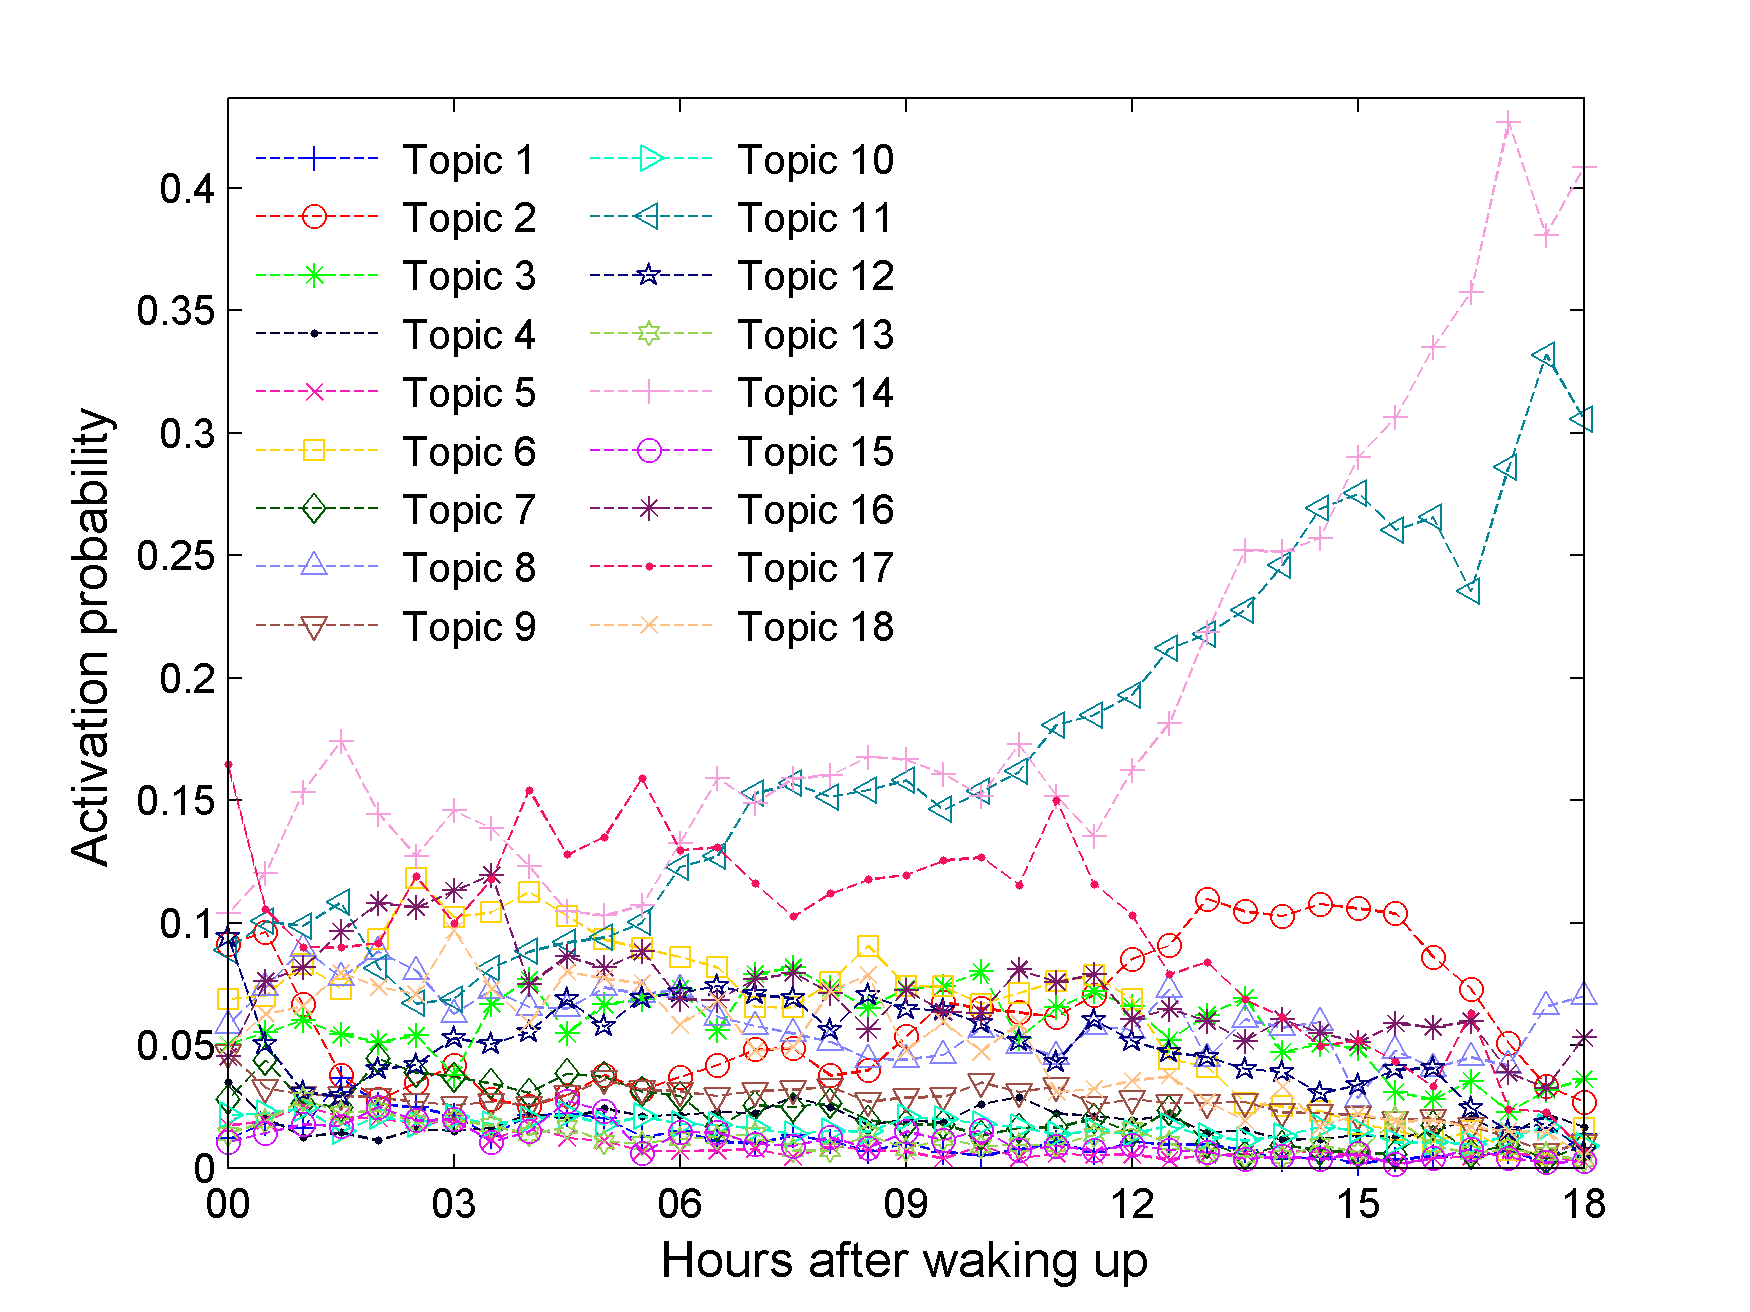 0.4
0.35
0.3
0.25
0.2
0.15
0.1
0.05
0
Activation probability
Topic 1
Topic 2
Topic 3
Topic 4
Topic 5
Topic 6
Topic 7
Topic 8
Topic 9
Topic 10
Topic 11
Topic 12
Topic 13
Topic 14
Topic 15
Topic 16
Topic 17
Topic 18
00 03 06 09 12 15 18
Hours after waking up